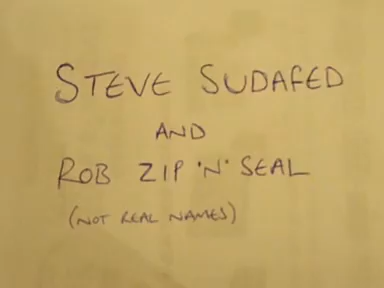 STEVE SUDAFED
AND
ROB ZIP 'N' SEAL
(NOT REAL NAMES)